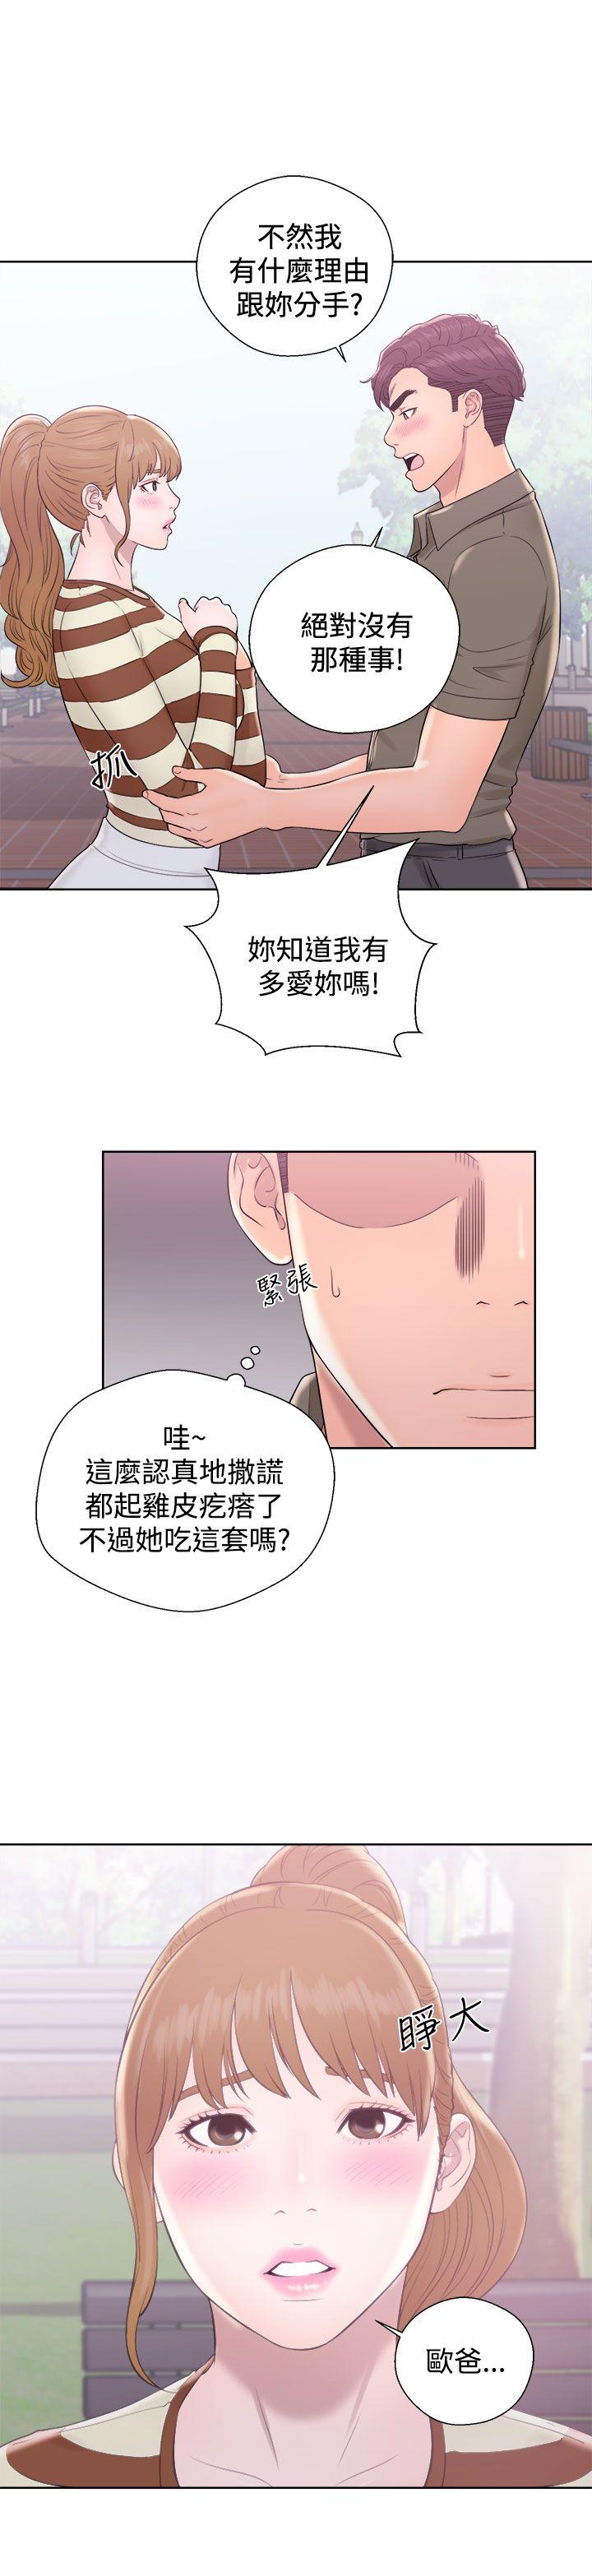 不然我
有什麼理由
跟妳分手?
絕對沒有
那種事!
抓
妳知道我有
多愛妳嗎!
緊張
哇~
這麼認真地撒謊
都起雞皮疙瘩了
不過她吃這套嗎?
睜大
歐爸...